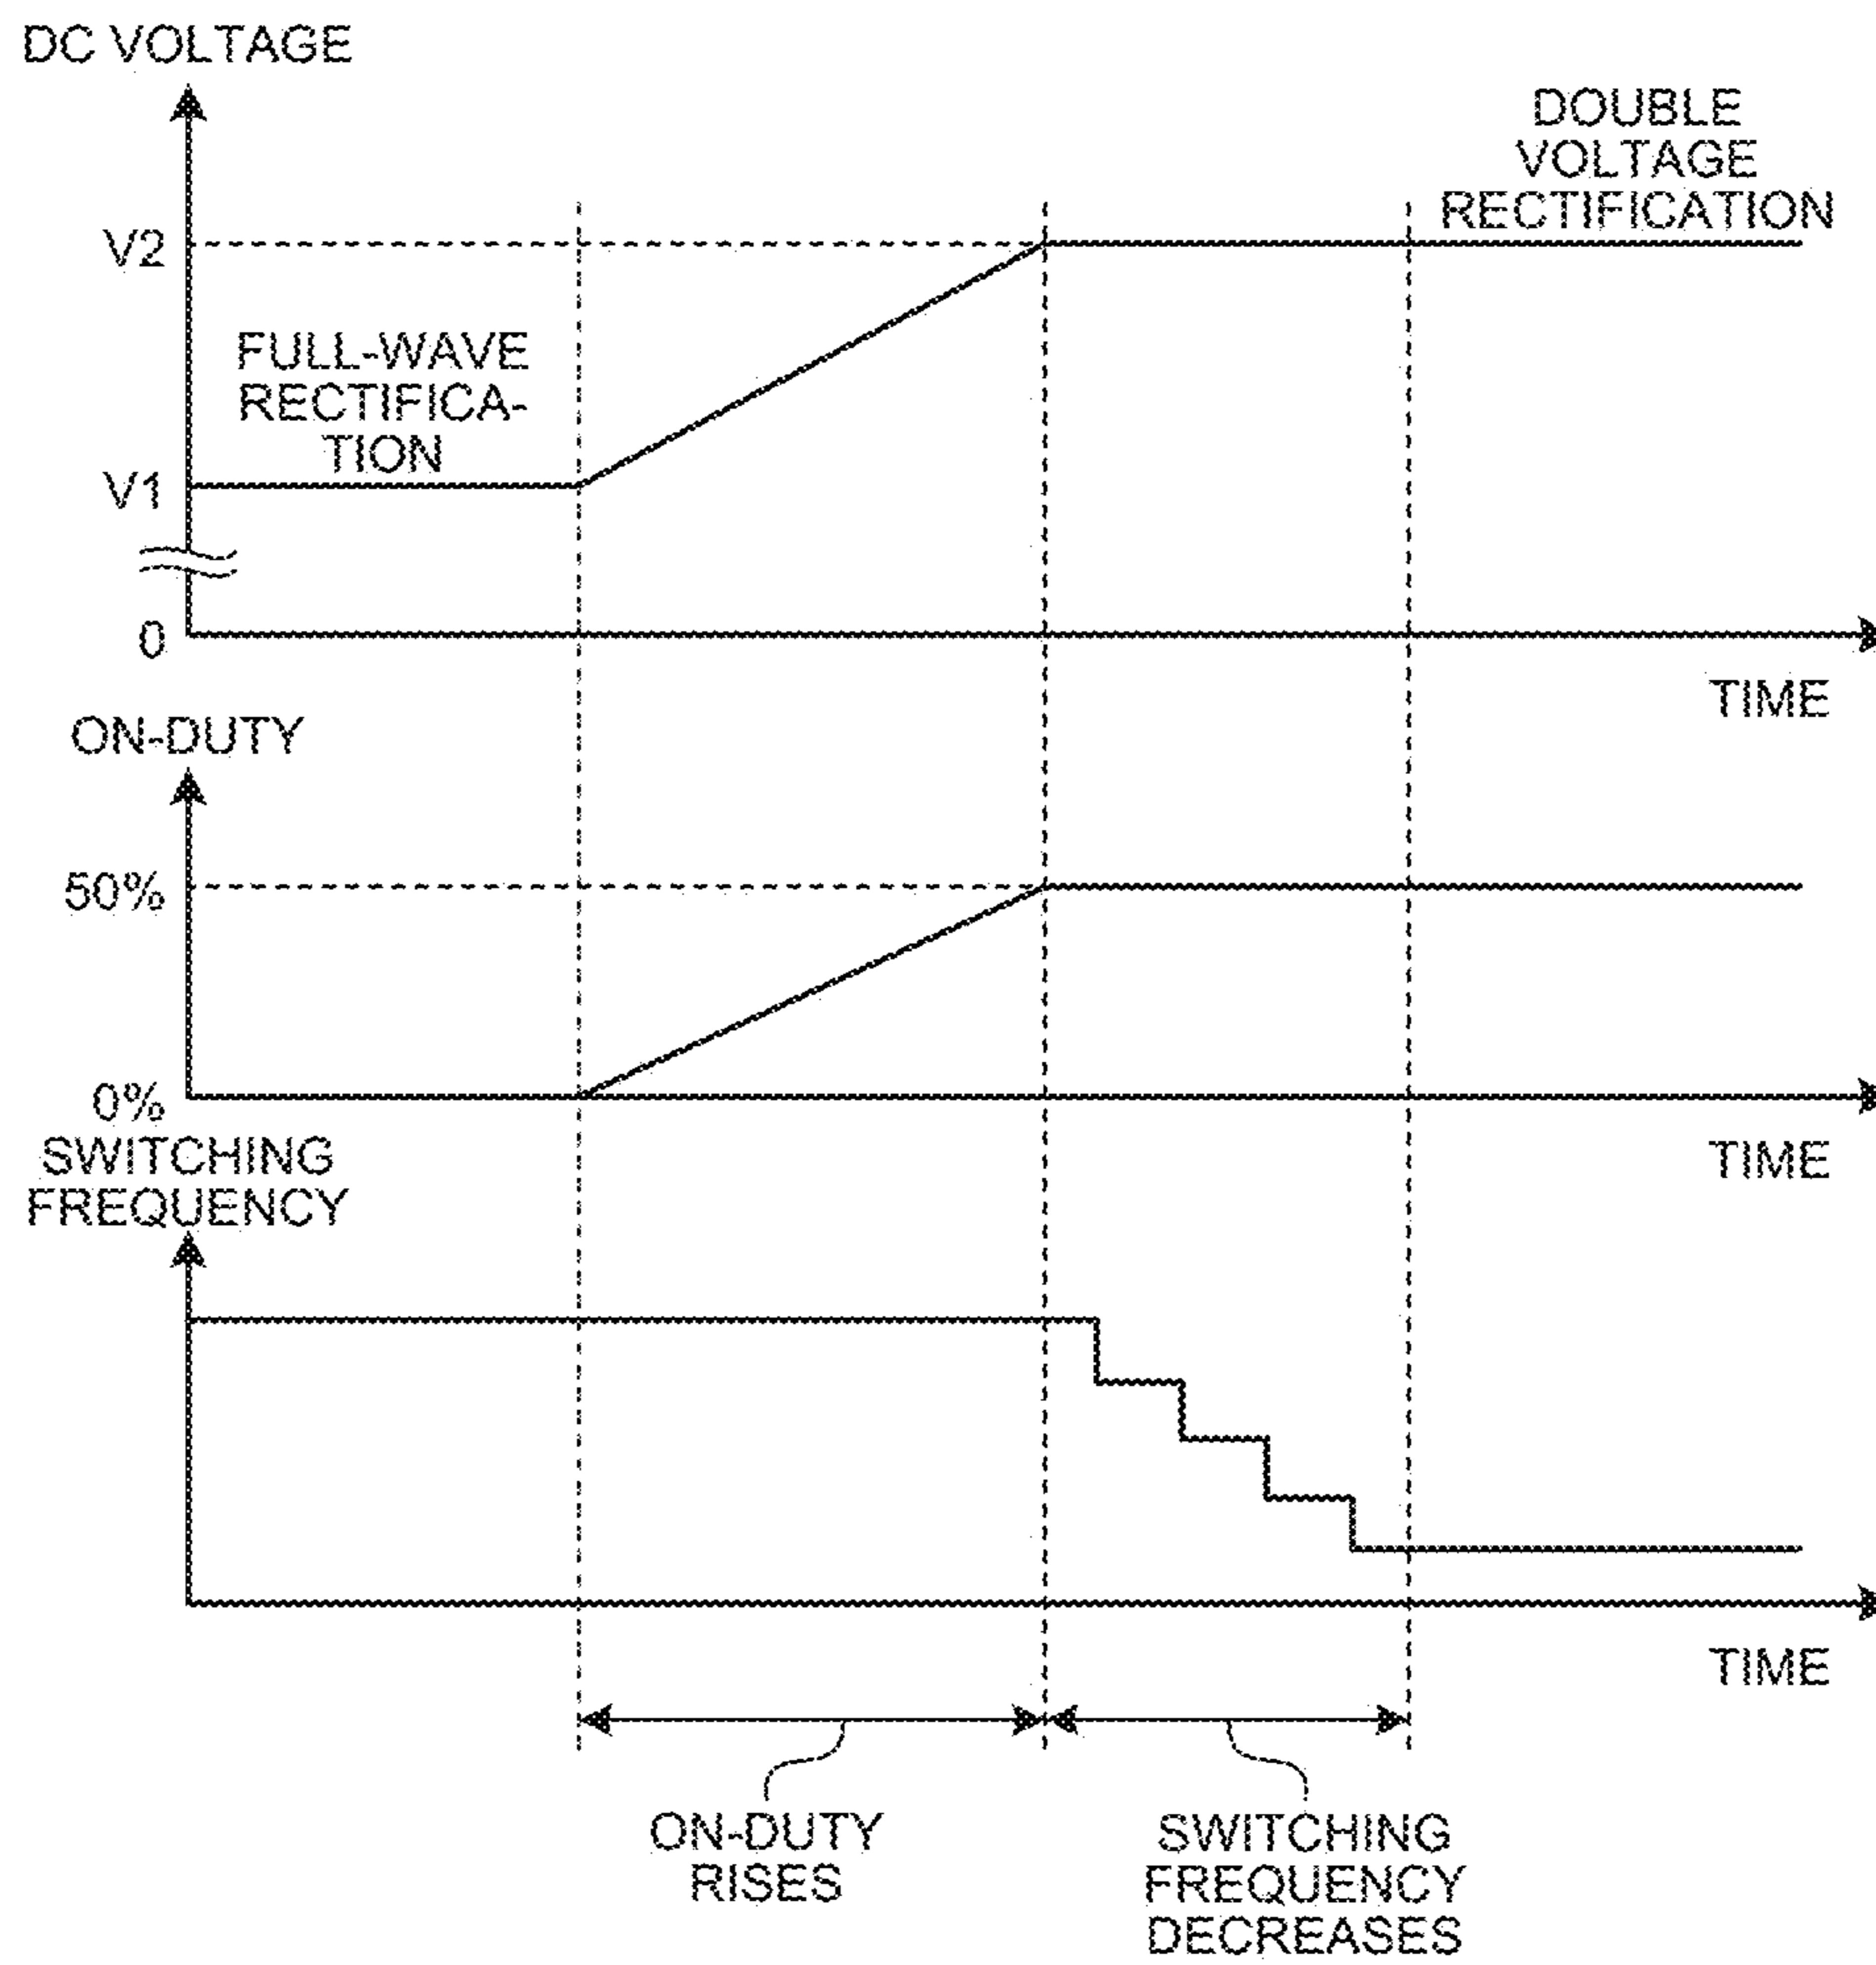 DC VOLTAGE
DOUBLE
VOLTAGE
RECTIFICATION
V2
FULL-WAVE
RECTIFICA-
TION
V1
0
TIME
ON-DUTY
50%
0%
TIME
SWITCHING
FREQUENCY
TIME
ON-DUTY
RISES
SWITCHING
FREQUENCY
DECREASES